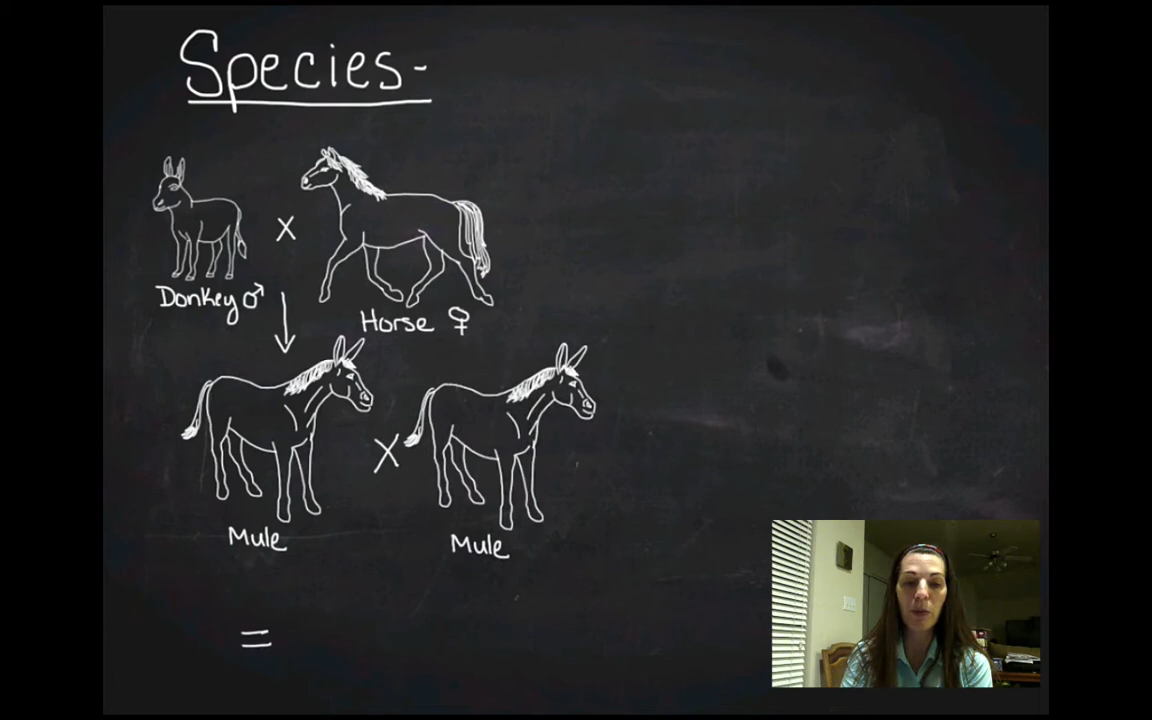 Species-
X
Donkey ♂
Horse ♀
X
Mule
Mule
=